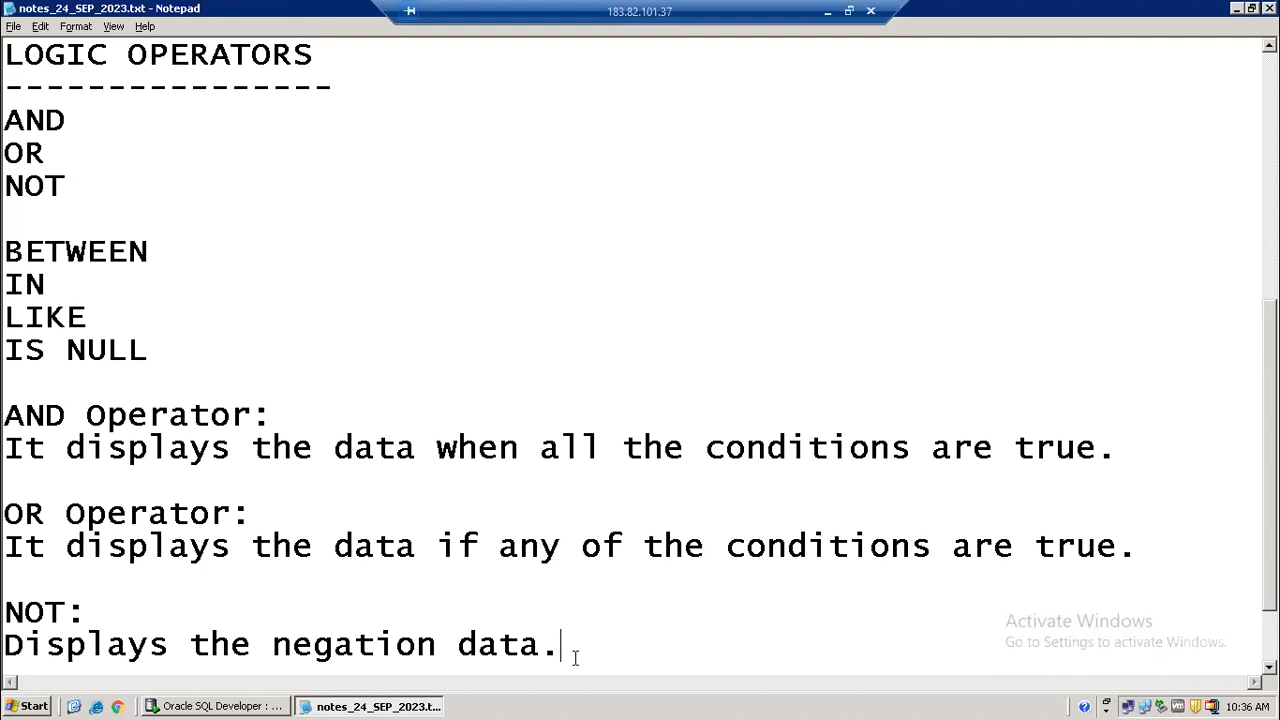 notes_24_SEP_2023.txt - Notepad
183.82.101.37
File Edit Format View Help
LOGIC OPERATORS
----------------
AND
OR
NOT
BETWEEN
IN
LIKE
IS NULL
AND Operator:
It displays the data when all the conditions are true.
OR Operator:
It displays the data if any of the conditions are true.
NOT:
Displays the negation data.
Activate Windows
Go to Settings to activate Windows.
Start
Oracle SQL Developer : ...
notes_24_SEP_2023.t...
10:36 AM